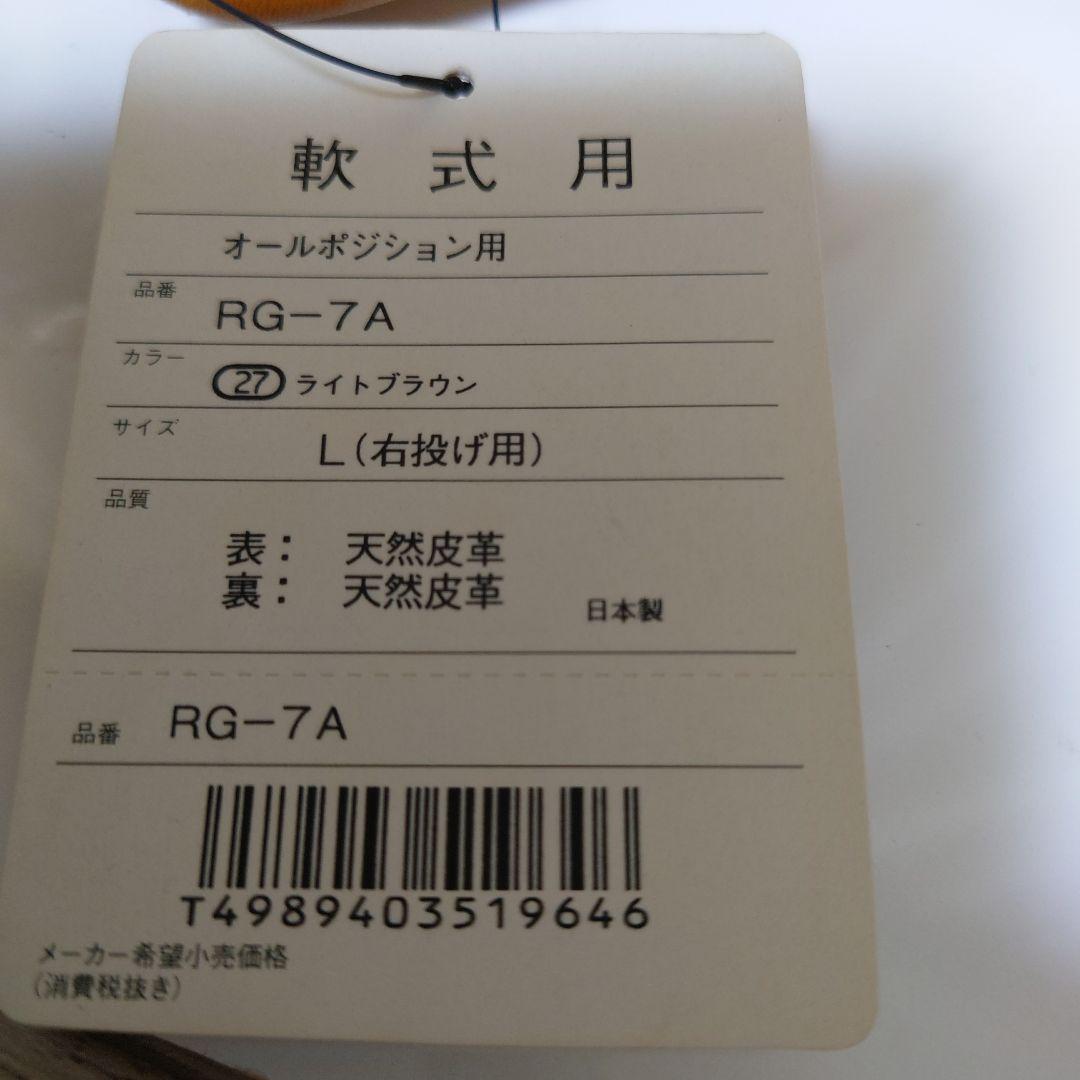 軟式用
オールポジション用
品番
RG-7A
カラー
27 ライトブラウン
サイズ
L(右投げ用)
品質
表: 天然皮革
裏: 天然皮革
日本製
品番 RG-7A
T4989403519646
メーカー希望小売価格
(消費税抜き)